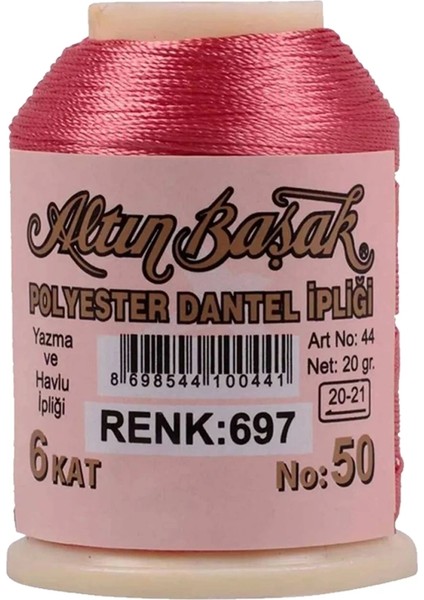 Altın Başak®
POLYESTER DANTEL İPLİĞİ
Yazma
ve
Havlu
İpliği
8 698544 100441
Art No: 44
Net: 20 gr.
20-21
RENK:697
6 KAT
No: 50